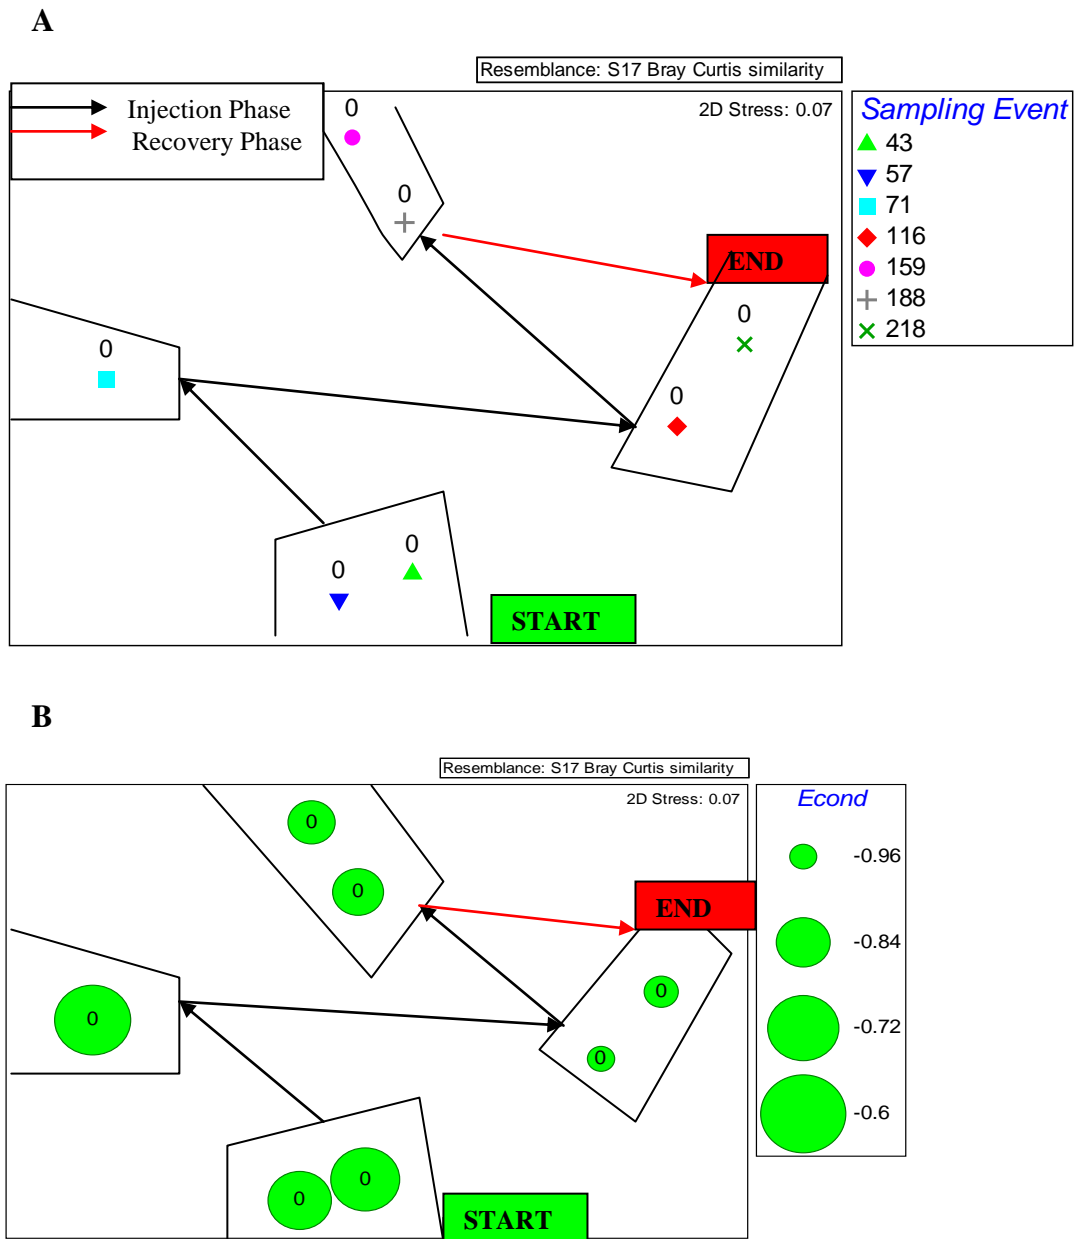 A
Resemblance: S17 Bray Curtis similarity
Injection Phase
Recovery Phase
2D Stress: 0.07
Sampling Event
43
57
71
116
159
188
218
0
0
END
0
0
0
0
0
START
B
Resemblance: S17 Bray Curtis similarity
2D Stress: 0.07
Econd
-0.96
-0.84
-0.72
-0.6
0
0
END
0
0
0
0
0
START